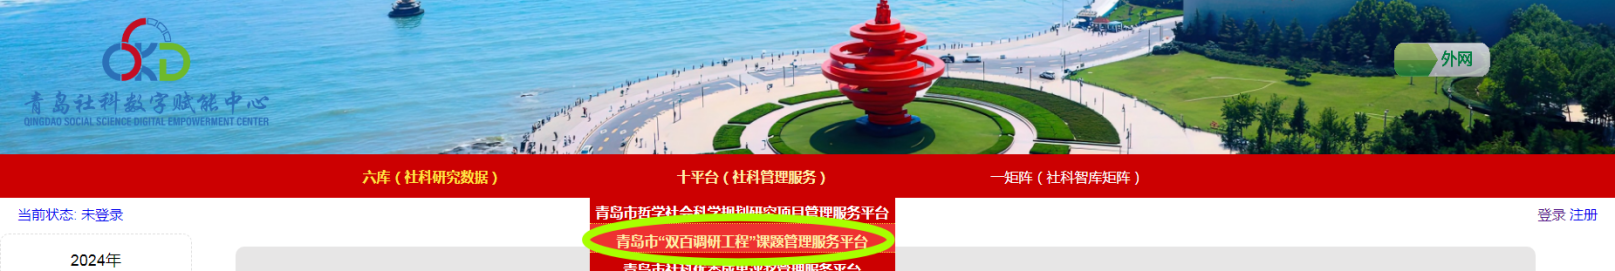 青岛社科数字赋能中心
QINGDAO SOCIAL SCIENCE DIGITAL EMPOWERMENT CENTER
外网
六库（社科研究数据）
十平台（社科管理服务）
一矩阵（社科智库矩阵）
当前状态: 未登录
登录 注册
青岛市哲学社会科学规划研究项目管理服务平台
青岛市“双百调研工程”课题管理服务平台
2024年